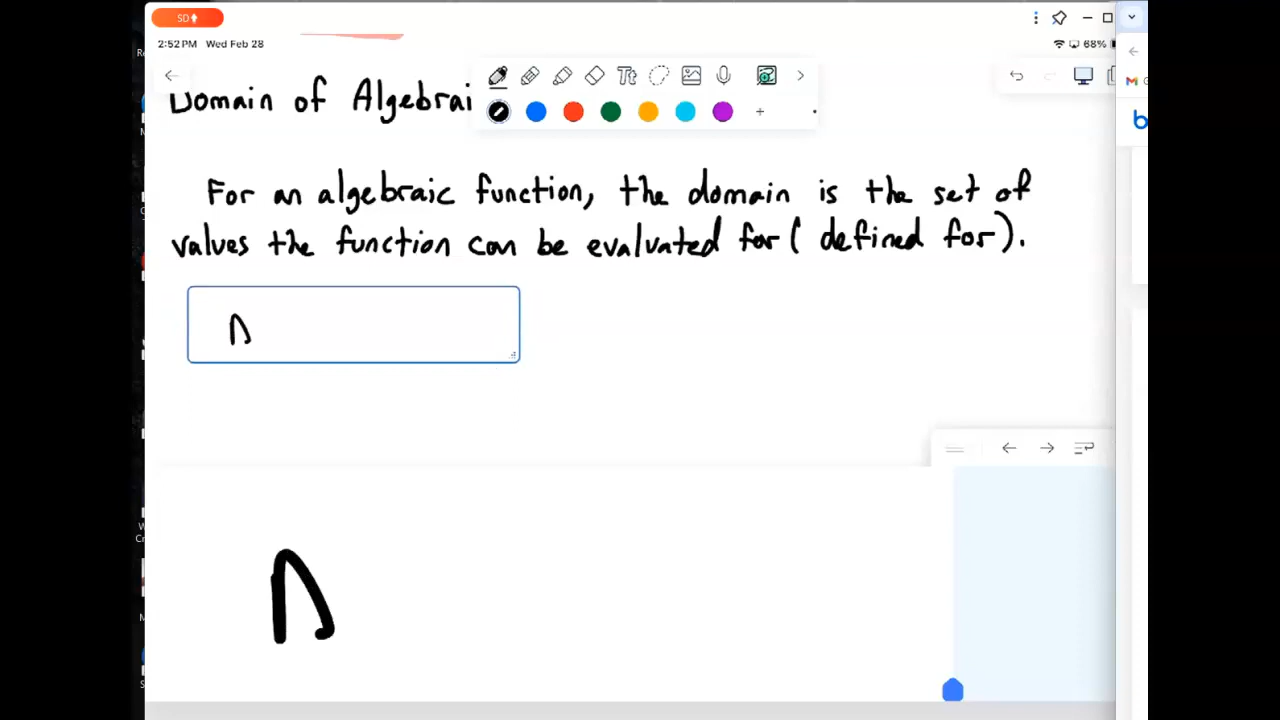 SD
2:52 PM Wed Feb 28
68%
Domain of Algebrai
For an algebraic function, the domain is the set of
values the function can be evaluated for ( defined for ).